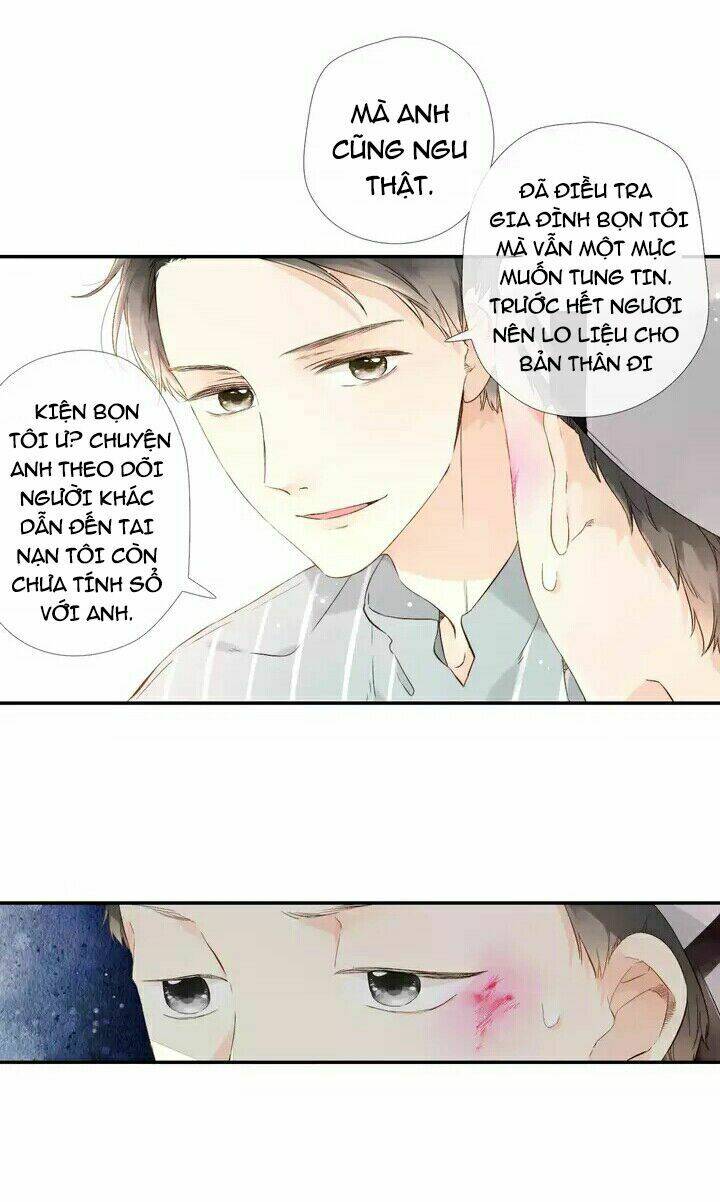 MÀ ANH
CŨNG NGU
THẬT.
ĐÃ ĐIỀU TRA
GIA ĐÌNH BỌN TÔI
MÀ VẪN MỘT MỰC
MUỐN TUNG TIN.
TRƯỚC HẾT NGƯƠI
NÊN LO LIỆU CHO
BẢN THÂN ĐI
KIỆN BỌN
TÔI Ư? CHUYỆN
ANH THEO DÕI
NGƯỜI KHÁC
DẪN ĐẾN TAI
NẠN TÔI CÒN
CHƯA TÍNH SỔ
VỚI ANH.